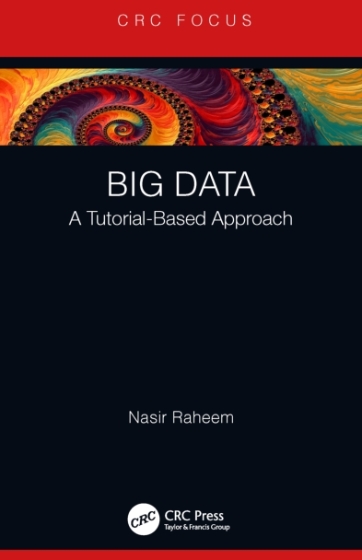 CRC FOCUS
BIG DATA
A Tutorial-Based Approach
Nasir Raheem
CRC
CRC Press
Taylor & Francis Group